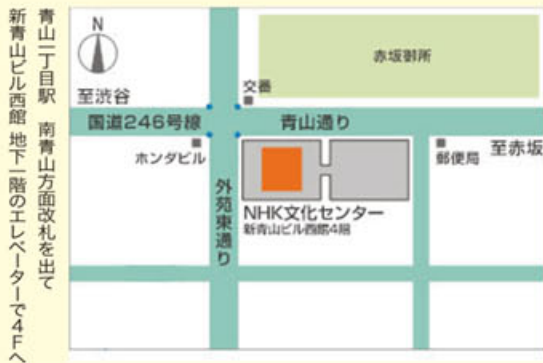 青山一丁目駅 南青山方面改札を出て
新青山ビル西館 地下一階のエレベーターで4Fへ
N
赤坂御所
交番
至渋谷
国道246号線
青山通り
至赤坂
ホンダビル
郵便局
外苑東通り
NHK文化センター
新青山ビル西館4階